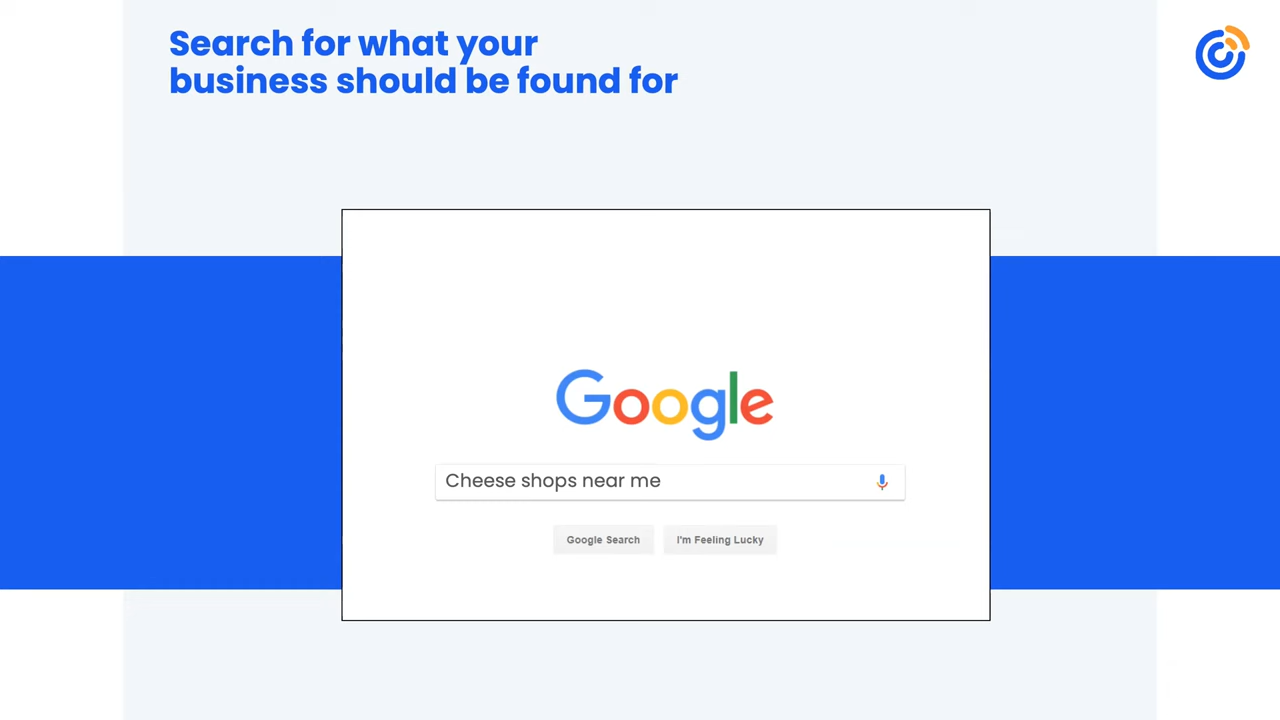 Search for what your
business should be found for
Google
Cheese shops near me
Google Search
I'm Feeling Lucky